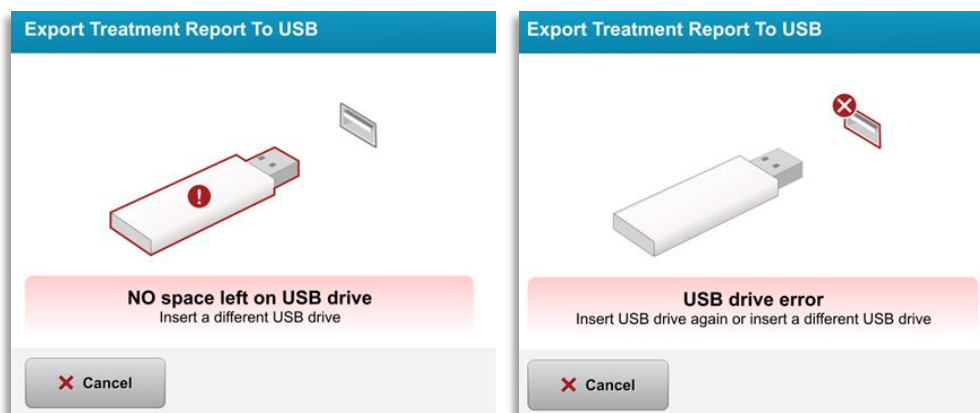 Export Treatment Report To USB
NO space left on USB drive
Insert a different USB drive
Cancel
Export Treatment Report To USB
USB drive error
Insert USB drive again or insert a different USB drive
Cancel